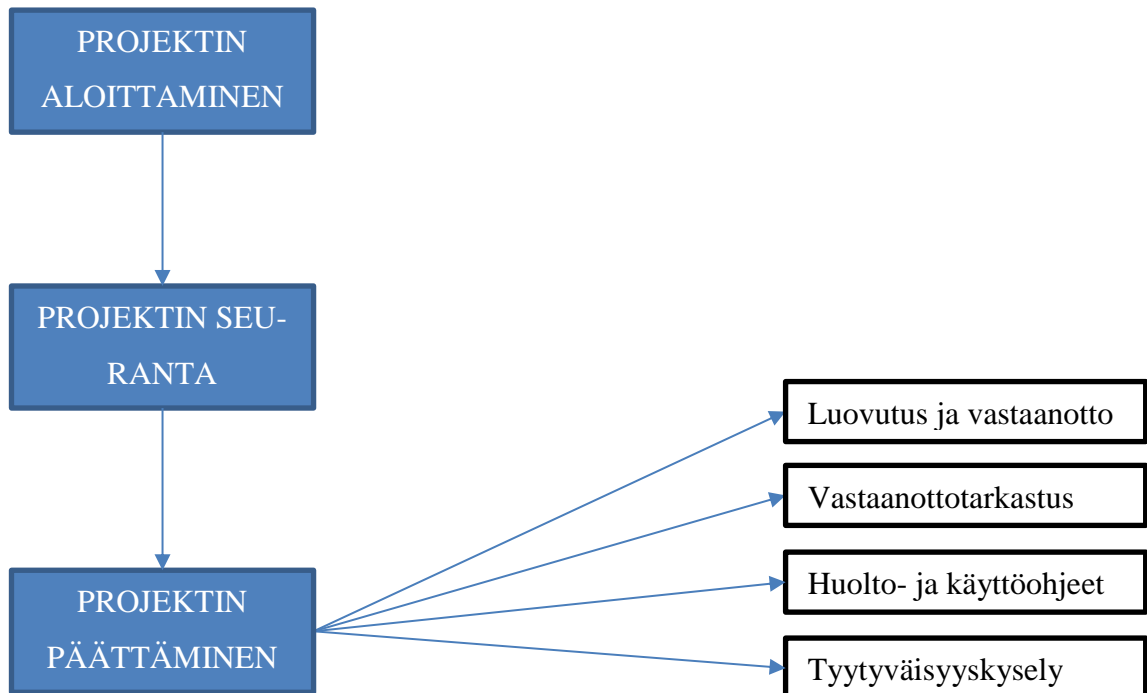 PROJEKTIN
ALOITTAMINEN
PROJEKTIN SEU-
RANTA
PROJEKTIN
PÄÄTTÄMINEN
Luovutus ja vastaanotto
Vastaanottotarkastus
Huolto- ja käyttöohjeet
Tyytyväisyyskysely